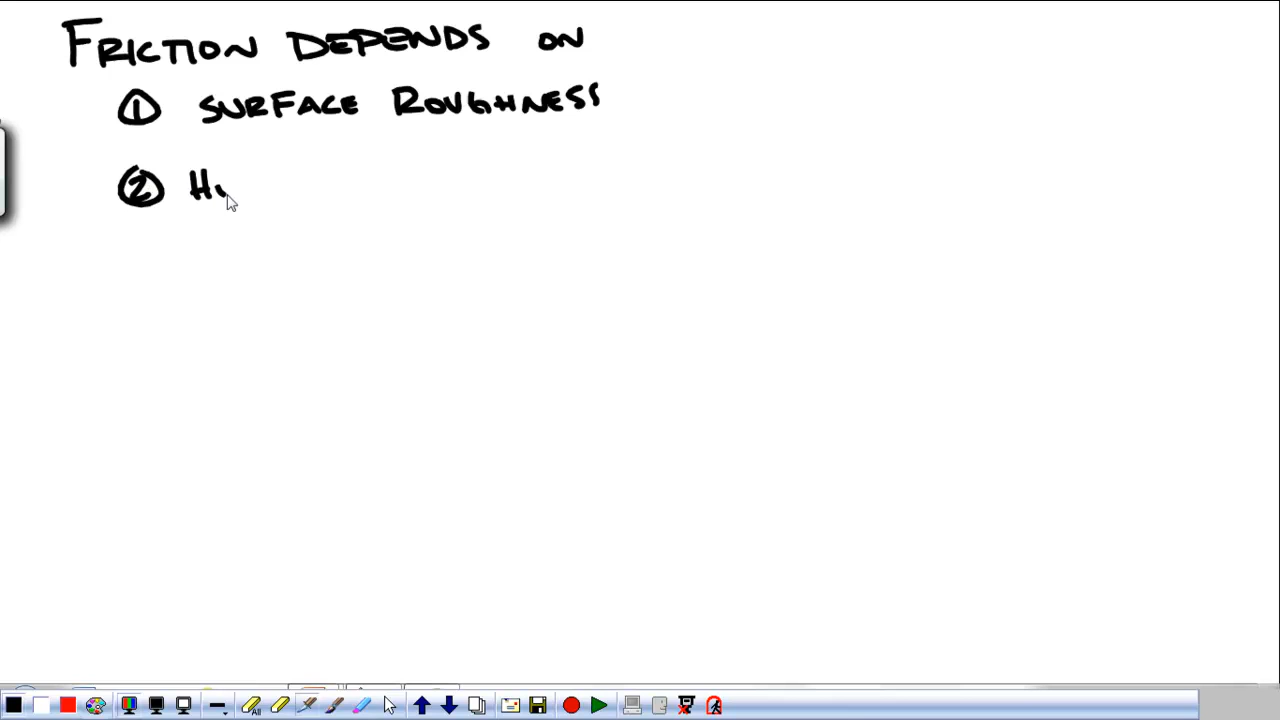 FRICTION DEPENDS ON
① SURFACE ROUGHNESS
② H